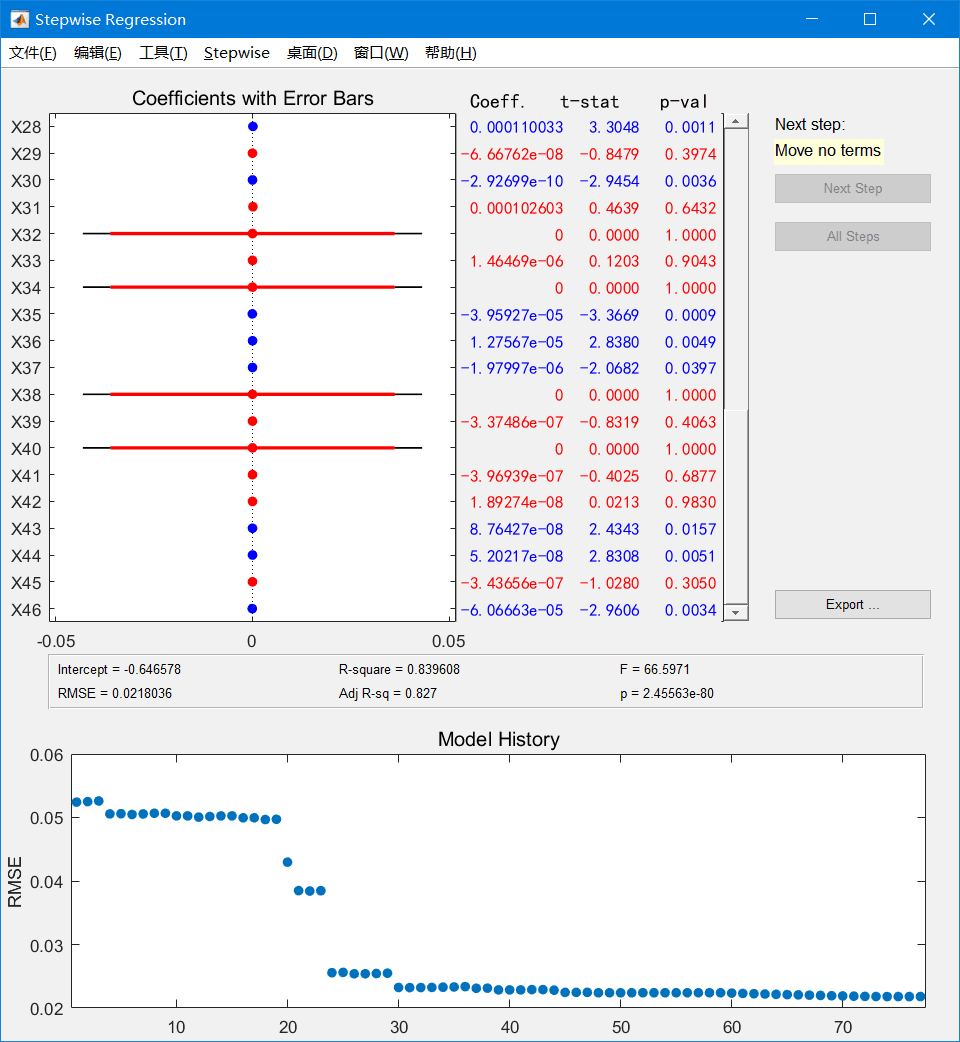 Stepwise Regression
文件(F) 编辑(E) 工具(T) Stepwise 桌面(D) 窗口(W) 帮助(H)
Coefficients with Error Bars
Coeff. t-stat p-val
X28 0.000110033 3.3048 0.0011
X29 -6.66762e-08 -0.8479 0.3974
X30 -2.92699e-10 -2.9454 0.0036
X31 0.000102603 0.4639 0.6432
X32 0 0.0000 1.0000
X33 1.46469e-06 0.1203 0.9043
X34 0 0.0000 1.0000
X35 -3.95927e-05 -3.3669 0.0009
X36 1.27567e-05 2.8380 0.0049
X37 -1.97997e-06 -2.0682 0.0397
X38 0 0.0000 1.0000
X39 -3.37486e-07 -0.8319 0.4063
X40 0 0.0000 1.0000
X41 -3.96939e-07 -0.4025 0.6877
X42 1.89274e-08 0.0213 0.9830
X43 8.76427e-08 2.4343 0.0157
X44 5.20217e-08 2.8308 0.0051
X45 -3.43656e-07 -1.0280 0.3050
X46 -6.06663e-05 -2.9606 0.0034
-0.05 0 0.05
Next step:
Move no terms
Next Step
All Steps
Export ...
Intercept = -0.646578 R-square = 0.839608 F = 66.5971
RMSE = 0.0218036 Adj R-sq = 0.827 p = 2.45563e-80
Model History
RMSE
0.06
0.05
0.04
0.03
0.02
10 20 30 40 50 60 70